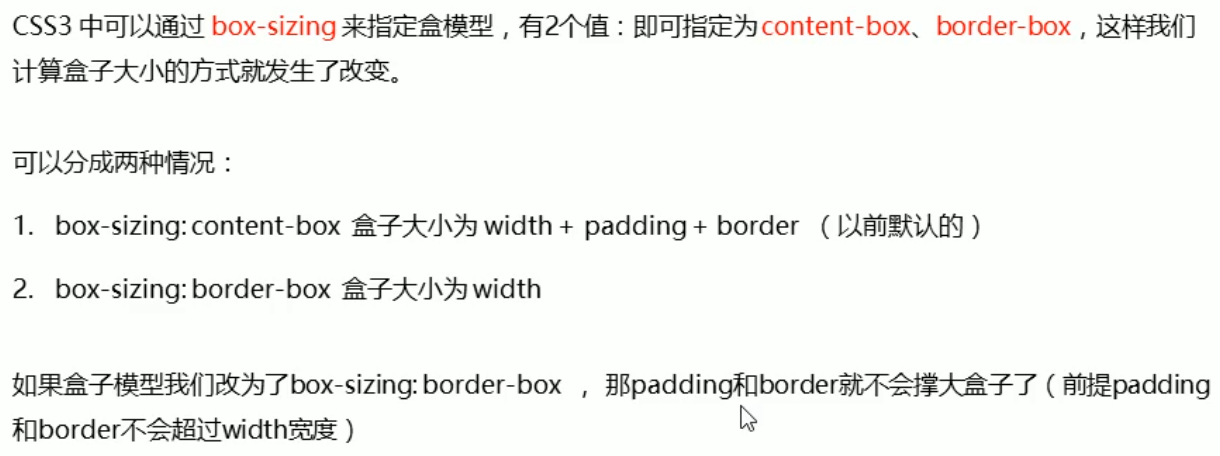 CSS3 中可以通过 box-sizing 来指定盒模型，有2个值：即可指定为content-box、border-box，这样我们
计算盒子大小的方式就发生了改变。
可以分成两种情况：
1. box-sizing: content-box 盒子大小为 width + padding + border （以前默认的）
2. box-sizing: border-box 盒子大小为 width
如果盒子模型我们改为了box-sizing: border-box ， 那padding和border就不会撑大盒子了（前提padding
和border不会超过width宽度）